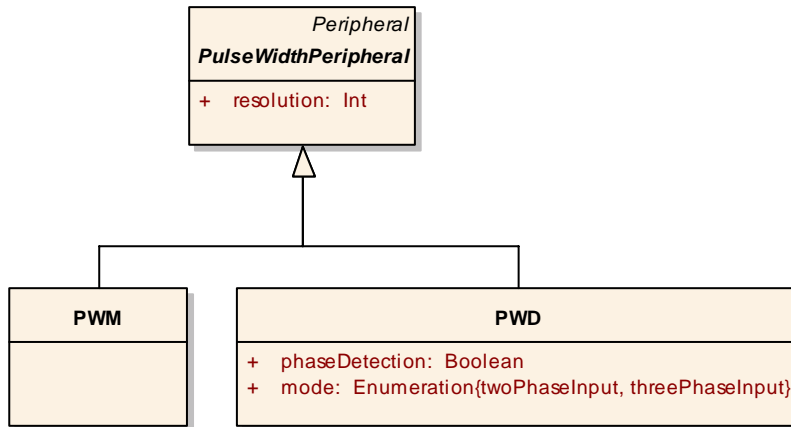 Peripheral
PulseWidthPeripheral
+ resolution: Int
PWM
PWD
+ phaseDetection: Boolean
+ mode: Enumeration{twoPhaseInput, threePhaseInput}